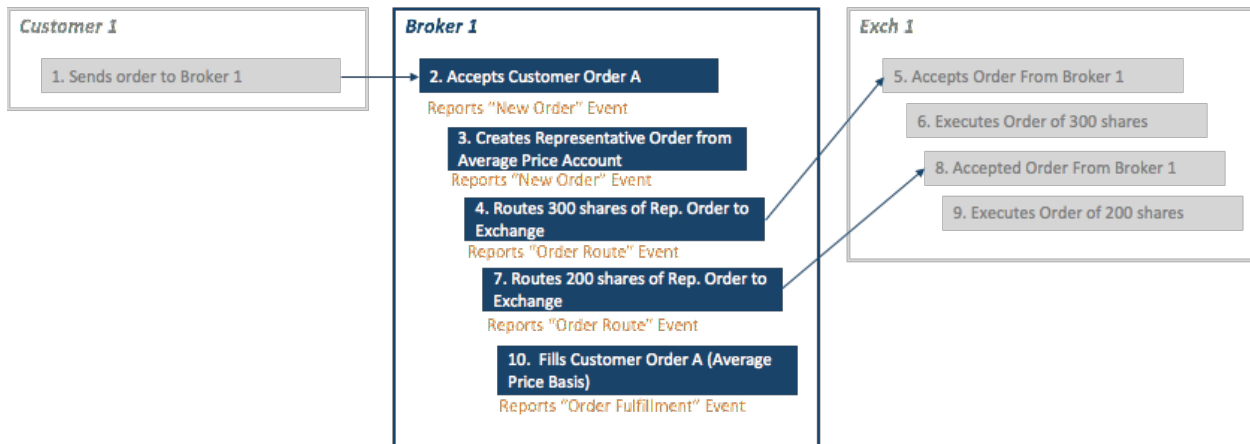 Customer 1
1. Sends order to Broker 1
Broker 1
2. Accepts Customer Order A
Reports "New Order" Event
3. Creates Representative Order from
Average Price Account
Reports "New Order" Event
4. Routes 300 shares of Rep. Order to
Exchange
Reports "Order Route" Event
7. Routes 200 shares of Rep. Order to
Exchange
Reports "Order Route" Event
10. Fills Customer Order A (Average
Price Basis)
Reports "Order Fulfillment" Event
Exch 1
5. Accepts Order From Broker 1
6. Executes Order of 300 shares
8. Accepted Order From Broker 1
9. Executes Order of 200 shares